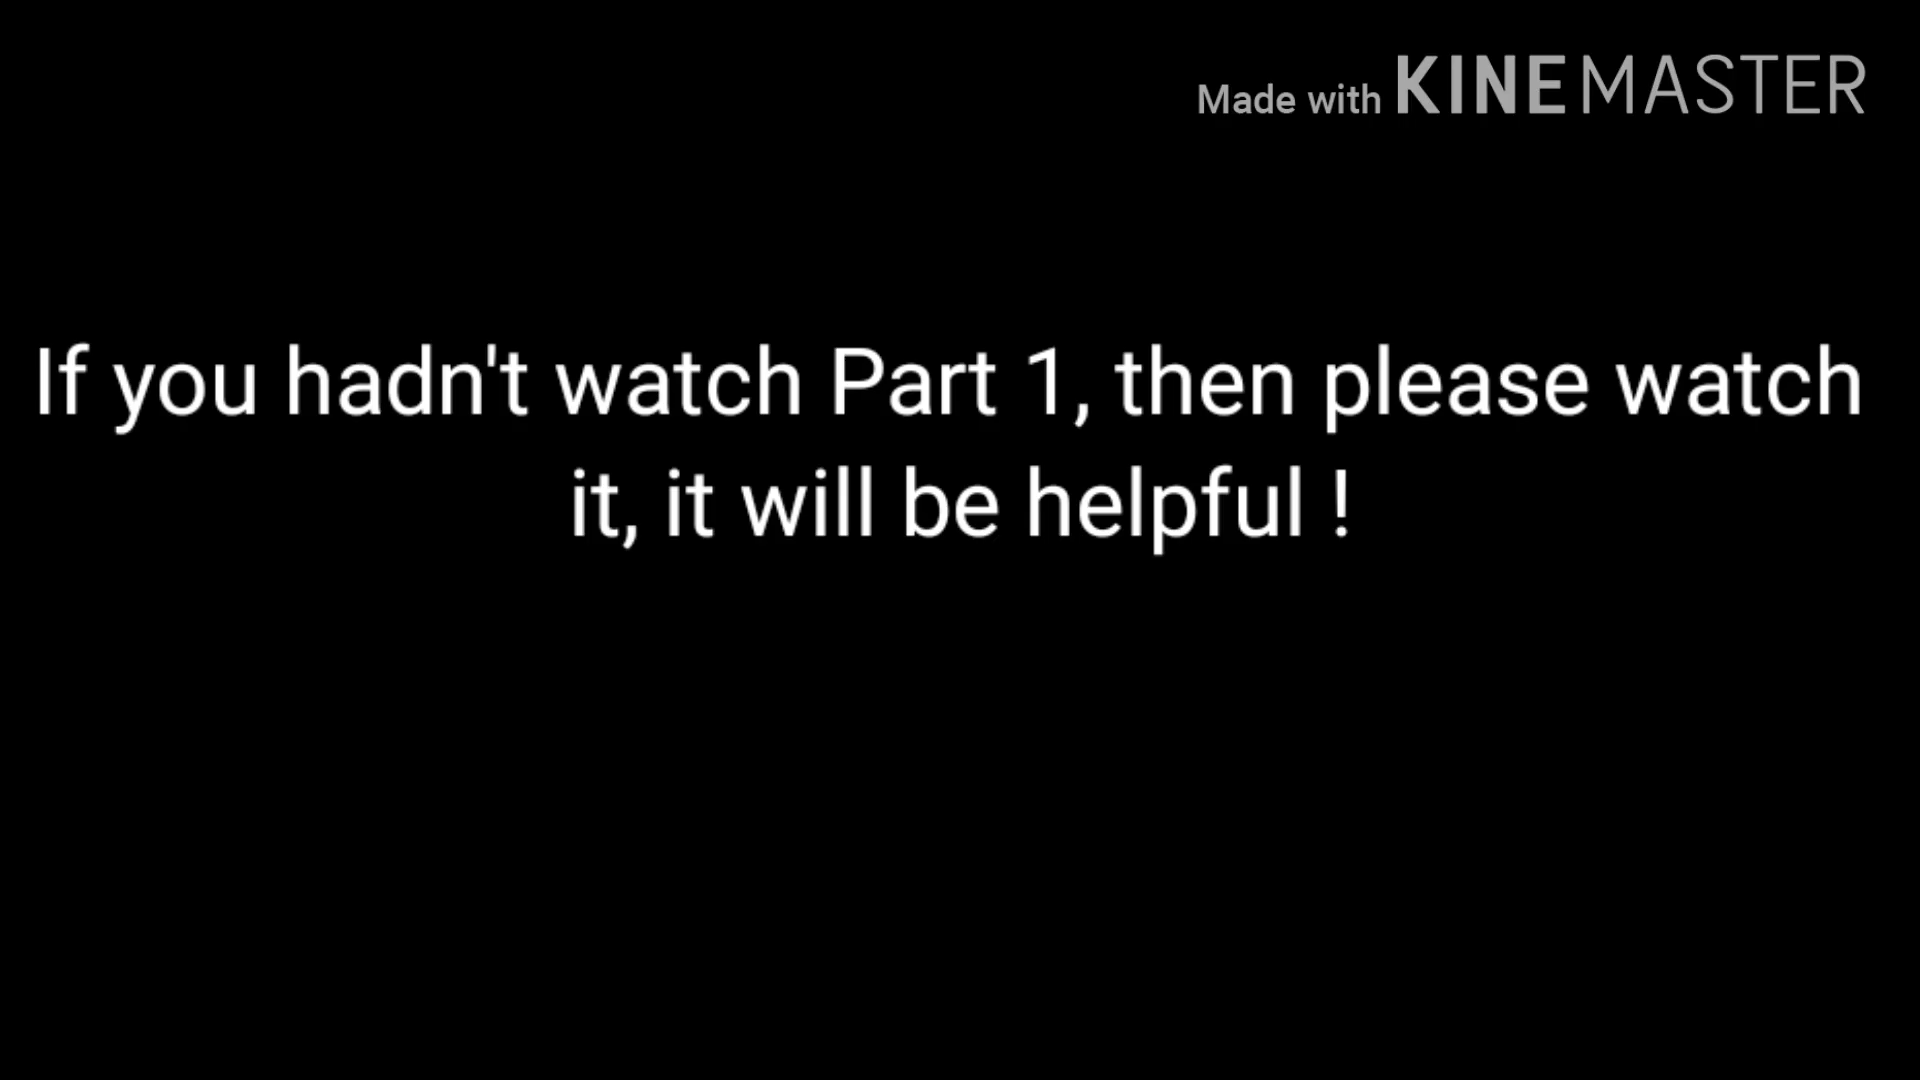 Made with KINEMASTER
If you hadn't watch Part 1, then please watch
it, it will be helpful !